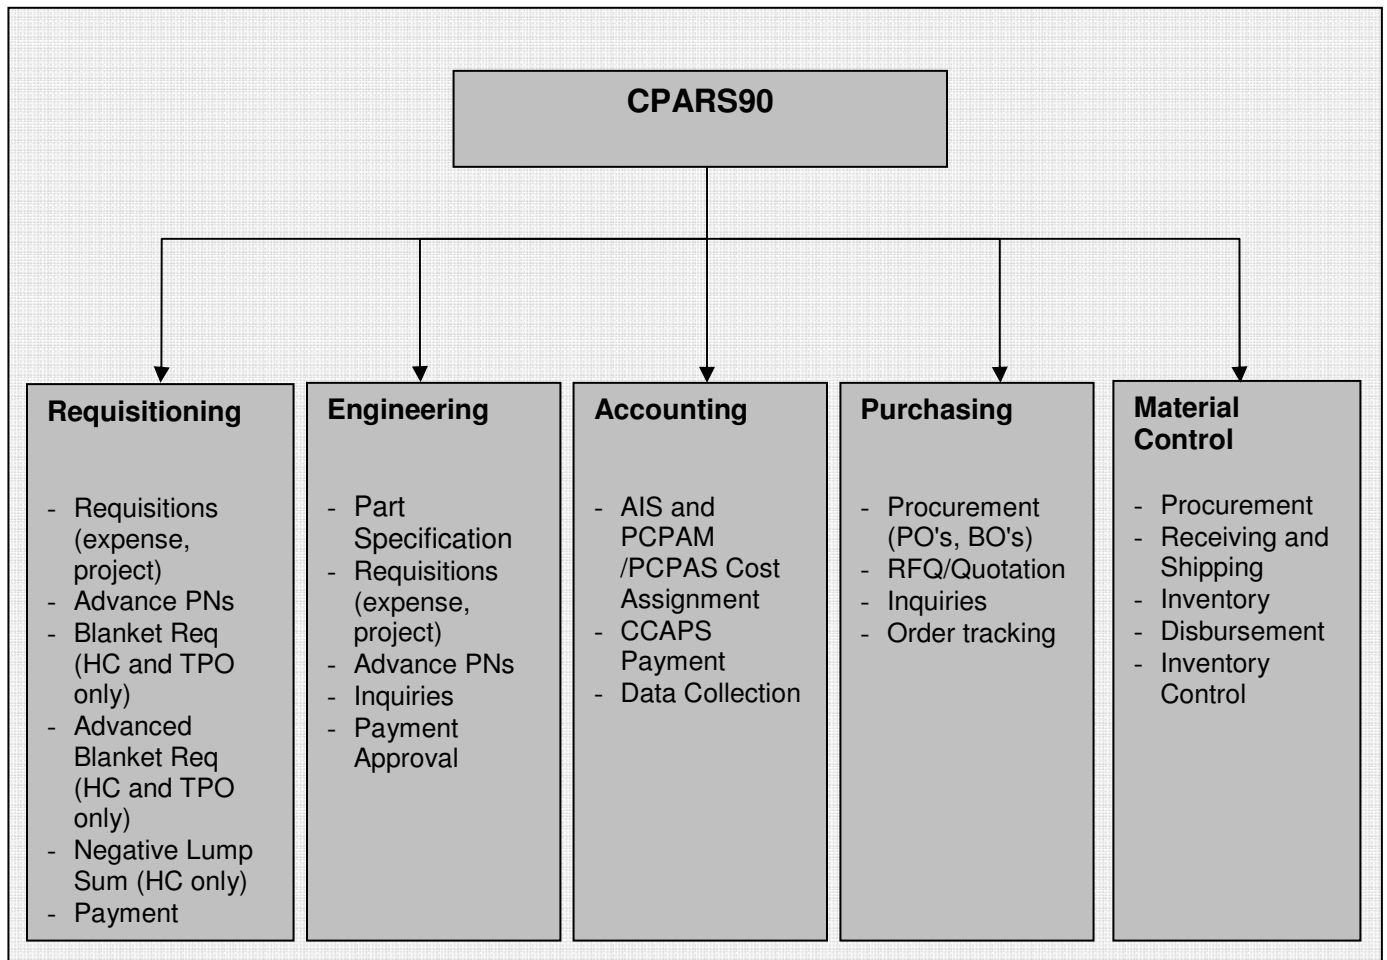 CPARS90
Requisitioning
- Requisitions
(expense,
project)
- Advance PNs
- Blanket Req
(HC and TPO
only)
- Advanced
Blanket Req
(HC and TPO
only)
- Negative Lump
Sum (HC only)
- Payment
Engineering
- Part
Specification
- Requisitions
(expense,
project)
- Advance PNs
- Inquiries
- Payment
Approval
Accounting
- AIS and
PCPAM
/PCPAS Cost
Assignment
- CCAPS
Payment
- Data Collection
Purchasing
- Procurement
(PO's, BO's)
- RFQ/Quotation
- Inquiries
- Order tracking
Material
Control
- Procurement
- Receiving and
Shipping
- Inventory
- Disbursement
- Inventory
Control